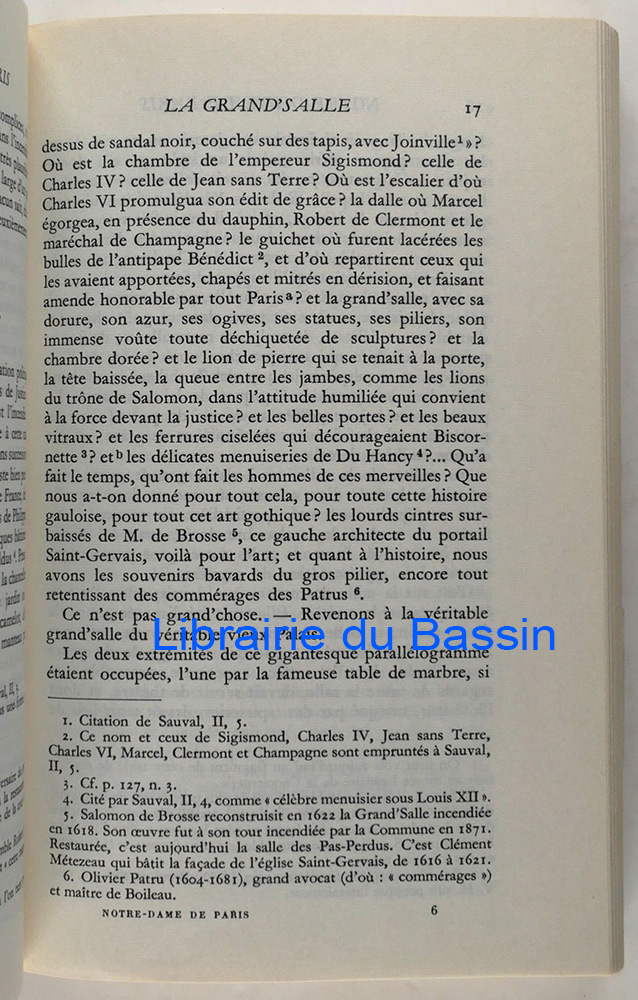 LA GRAND'SALLE 17
dessus de sandal noir, couché sur des tapis, avec Joinville¹ » ?
Où est la chambre de l'empereur Sigismond ? celle de
Charles IV ? celle de Jean sans Terre ? Où est l'escalier d'où
Charles VI promulgua son édit de grâce ? la dalle où Marcel
égorgea, en présence du dauphin, Robert de Clermont et le
maréchal de Champagne ? le guichet où furent lacérées les
bulles de l'antipape Bénédict ², et d'où repartirent ceux qui
les avaient apportées, chapés et mitrés en dérision, et faisant
amende honorable par tout Paris ᵃ ? et la grand'salle, avec sa
dorure, son azur, ses ogives, ses statues, ses piliers, son
immense voûte toute déchiquetée de sculptures ? et la
chambre dorée ? et le lion de pierre qui se tenait à la porte,
la tête baissée, la queue entre les jambes, comme les lions
du trône de Salomon, dans l'attitude humiliée qui convient
à la force devant la justice ? et les belles portes ? et les beaux
vitraux ? et les ferrures ciselées qui décourageaient Biscor-
nette ³ ? et ᵇ les délicates menuiseries de Du Hancy ⁴ ?... Qu'a
fait le temps, qu'ont fait les hommes de ces merveilles ? Que
nous a-t-on donné pour tout cela, pour toute cette histoire
gauloise, pour tout cet art gothique ? les lourds cintres sur-
baissés de M. de Brosse ⁵, ce gauche architecte du portail
Saint-Gervais, voilà pour l'art ; et quant à l'histoire, nous
avons les souvenirs bavards du gros pilier, encore tout
retentissant des commérages des Patrus ⁶.
Ce n'est pas grand'chose. — Revenons à la véritable
grand'salle du véritable vieux Palais.
Librairie du Bassin
Les deux extrémités de ce gigantesque parallélogramme
étaient occupées, l'une par la fameuse table de marbre, si
1. Citation de Sauval, II, 5.
2. Ce nom et ceux de Sigismond, Charles IV, Jean sans Terre,
Charles VI, Marcel, Clermont et Champagne sont empruntés à Sauval,
II, 5.
3. Cf. p. 127, n. 3.
4. Cité par Sauval, II, 4, comme « célèbre menuisier sous Louis XII ».
5. Salomon de Brosse reconstruisit en 1622 la Grand'Salle incendiée
en 1618. Son œuvre fut à son tour incendiée par la Commune en 1871.
Restaurée, c'est aujourd'hui la salle des Pas-Perdus. C'est Clément
Métezeau qui bâtit la façade de l'église Saint-Gervais, de 1616 à 1621.
6. Olivier Patru (1604-1681), grand avocat (d'où : « commérages »)
et maître de Boileau.
NOTRE-DAME DE PARIS 6